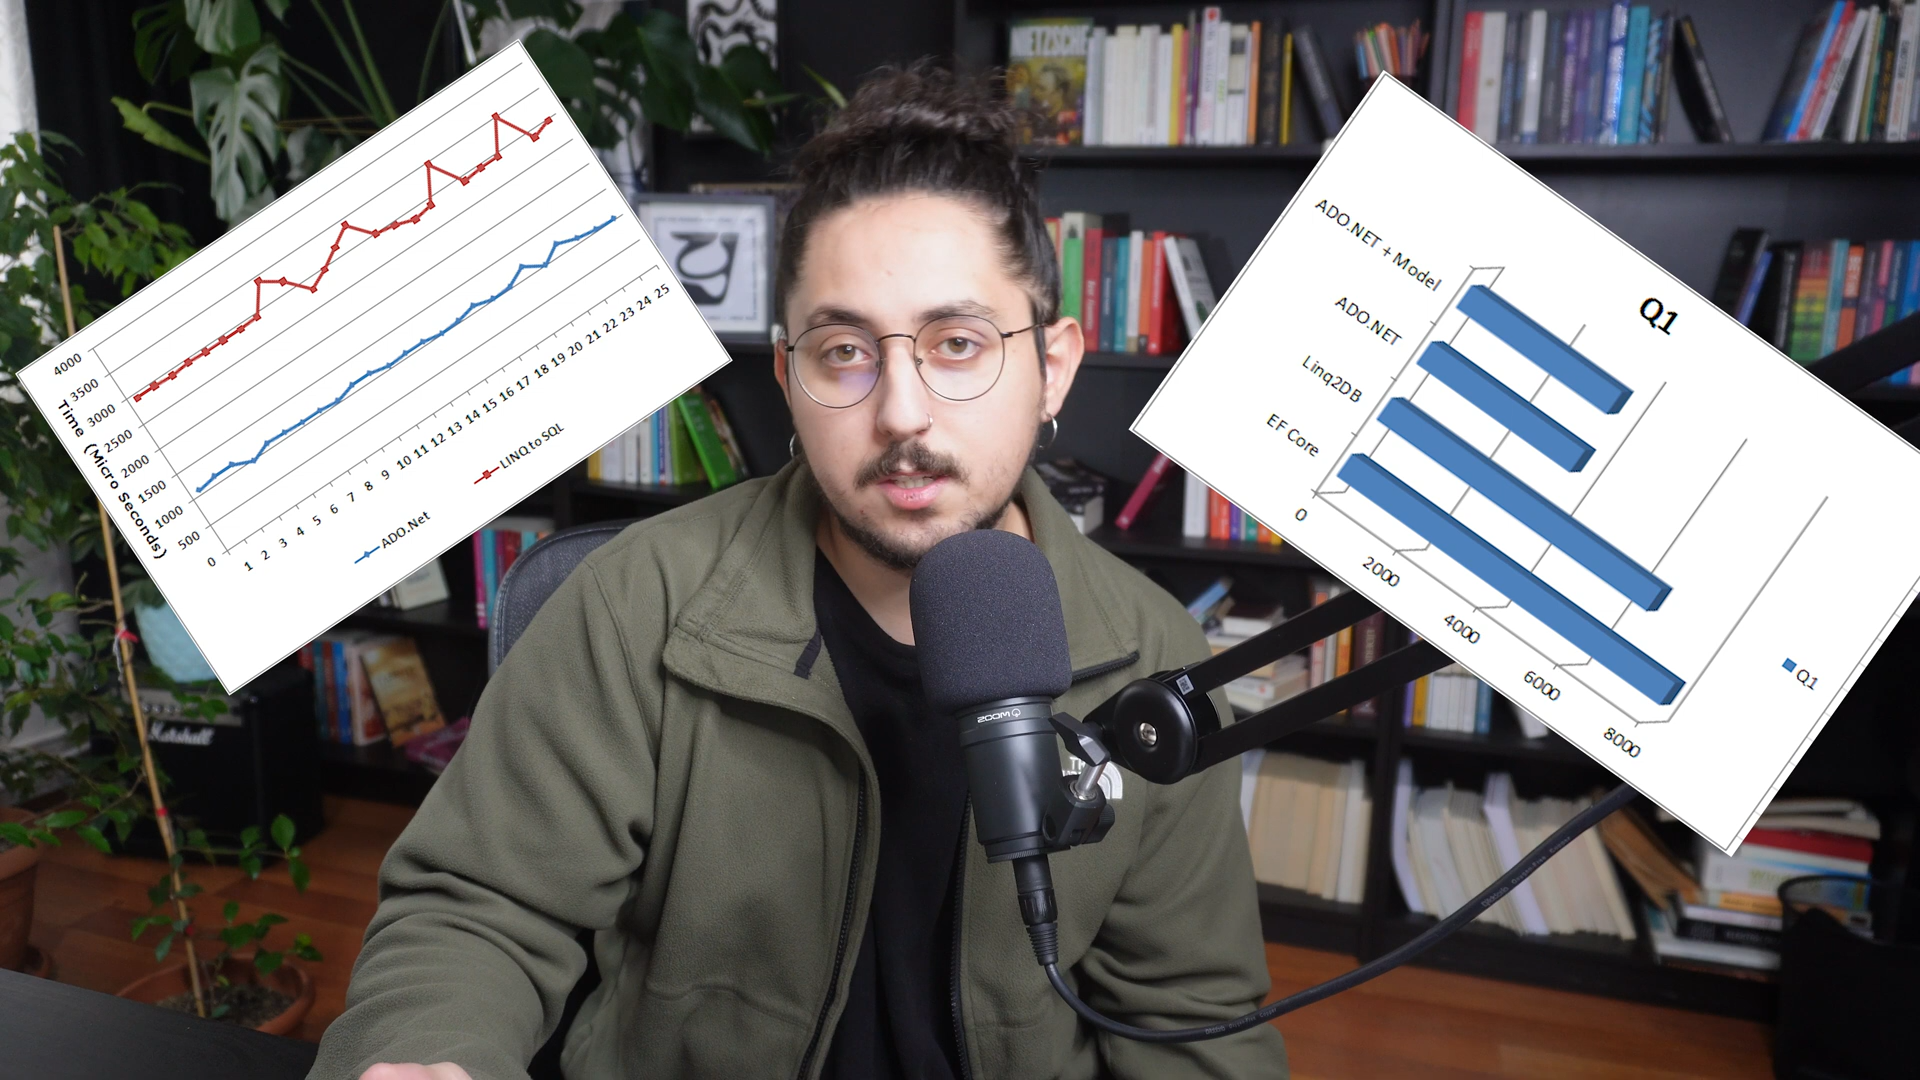 NIETZSCHE
4000
3500
3000
2500
2000
1500
1000
500
0
Time (Micro Seconds)
1 2 3 4 5 6 7 8 9 10 11 12 13 14 15 16 17 18 19 20 21 22 23 24 25
LINQ to SQL
ADO.Net
Q1
ADO.NET + Model
ADO.NET
Linq2DB
EF Core
0
2000
4000
6000
8000
Q1
Marshall
ZOOM